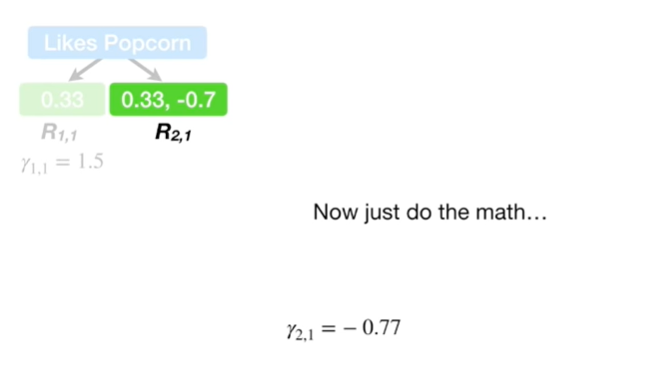 Likes Popcorn
0.33 0.33, -0.7
R1,1 R2,1
γ1,1 = 1.5
Now just do the math…
γ2,1 = − 0.77